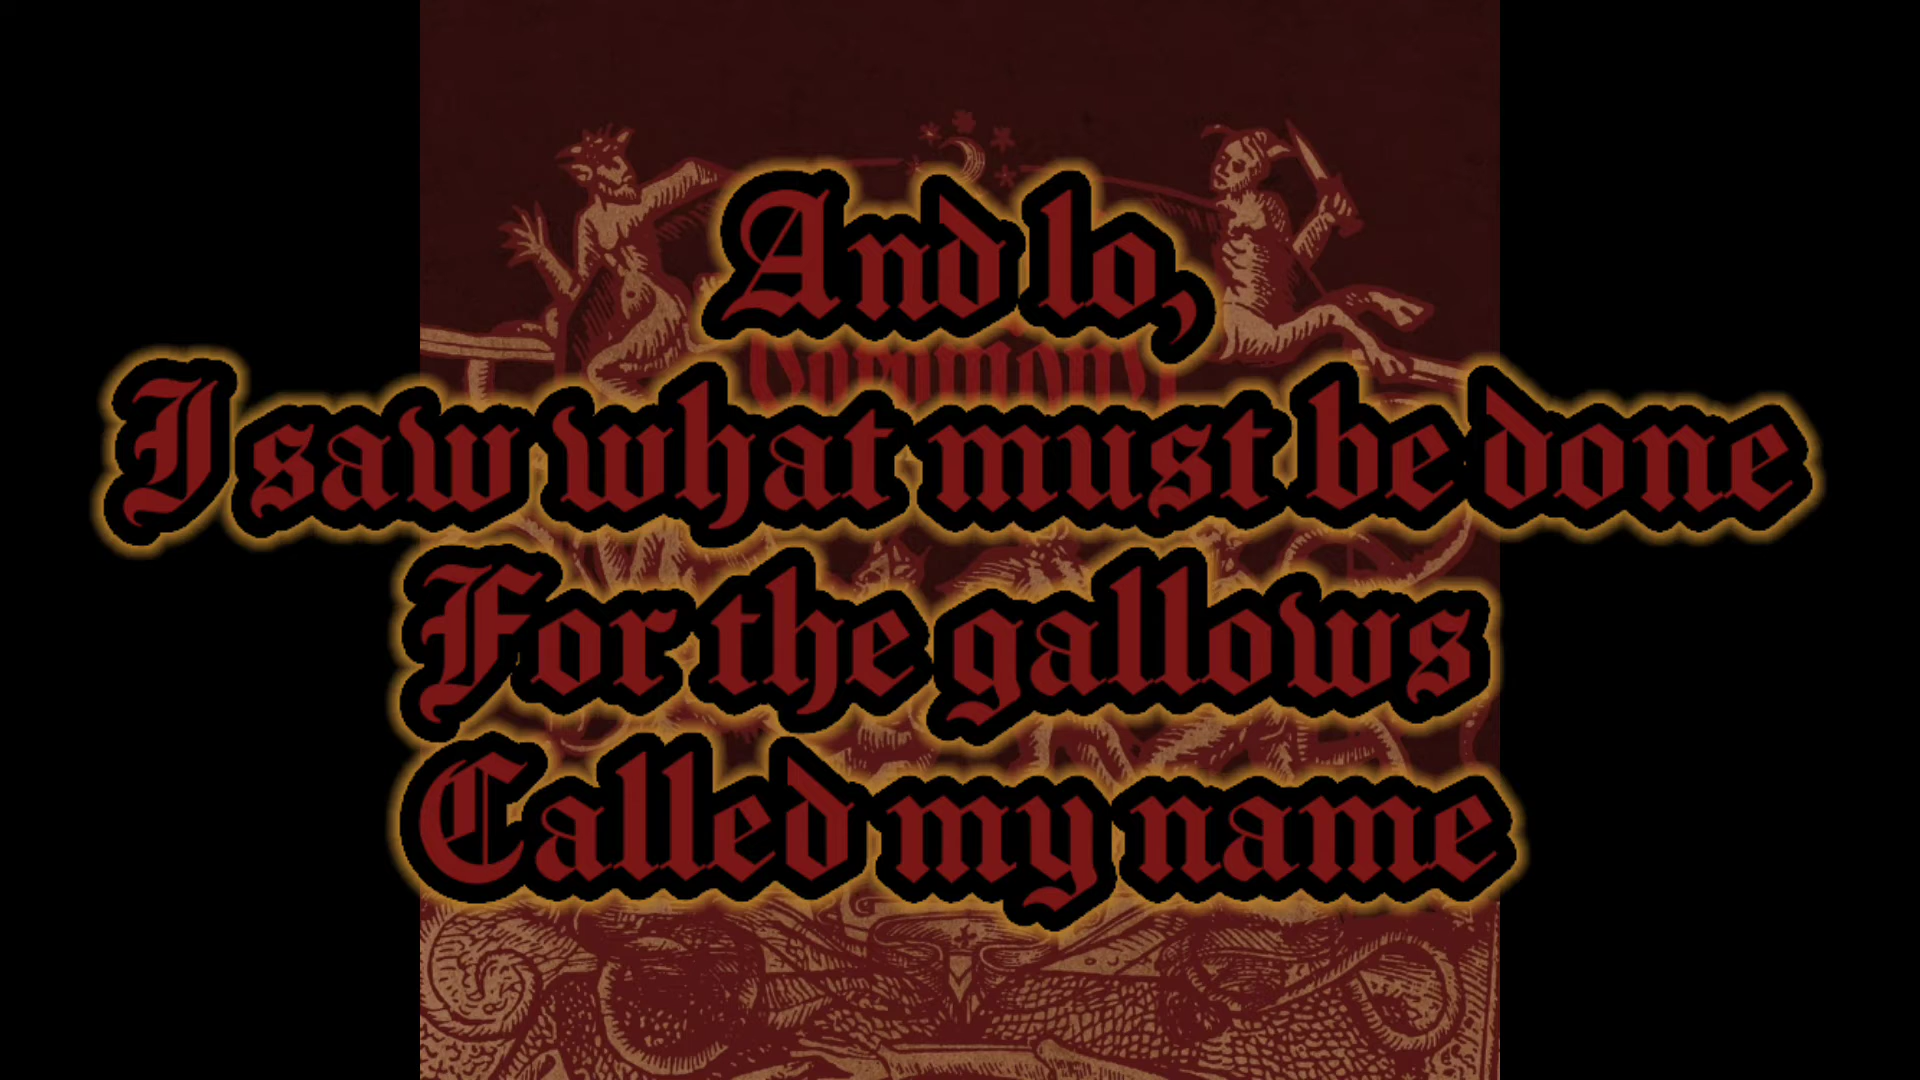 And lo,
I saw what must be done
For the gallows
Called my name